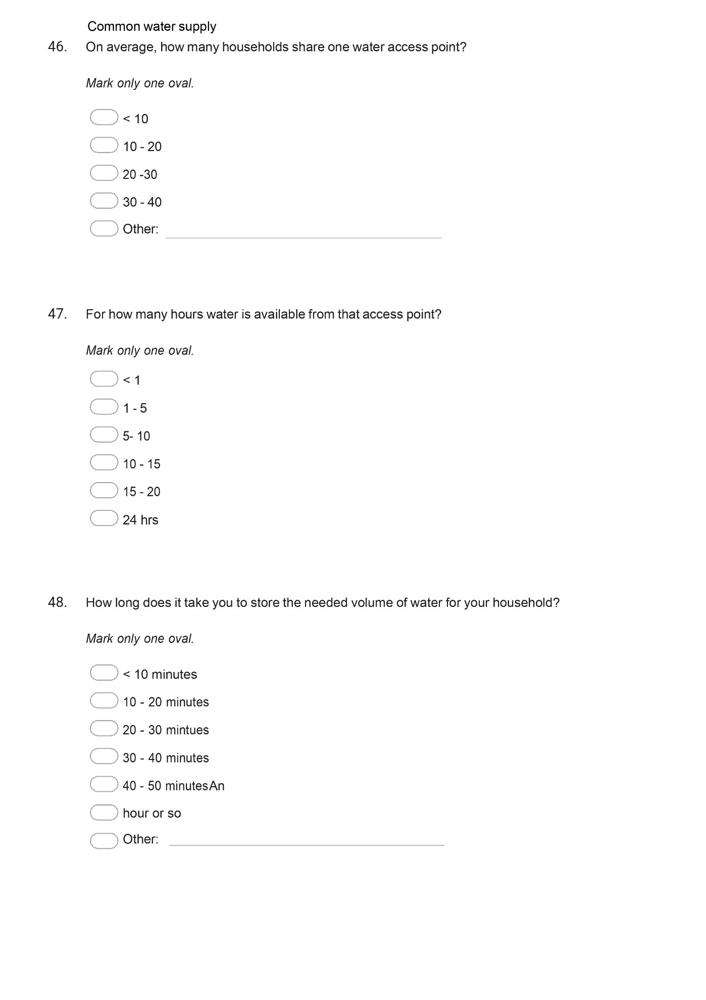 Common water supply
46. On average, how many households share one water access point?
Mark only one oval.
< 10
10 - 20
20 -30
30 - 40
Other:
47. For how many hours water is available from that access point?
Mark only one oval.
< 1
1 - 5
5- 10
10 - 15
15 - 20
24 hrs
48. How long does it take you to store the needed volume of water for your household?
Mark only one oval.
< 10 minutes
10 - 20 minutes
20 - 30 mintues
30 - 40 minutes
40 - 50 minutesAn
hour or so
Other: